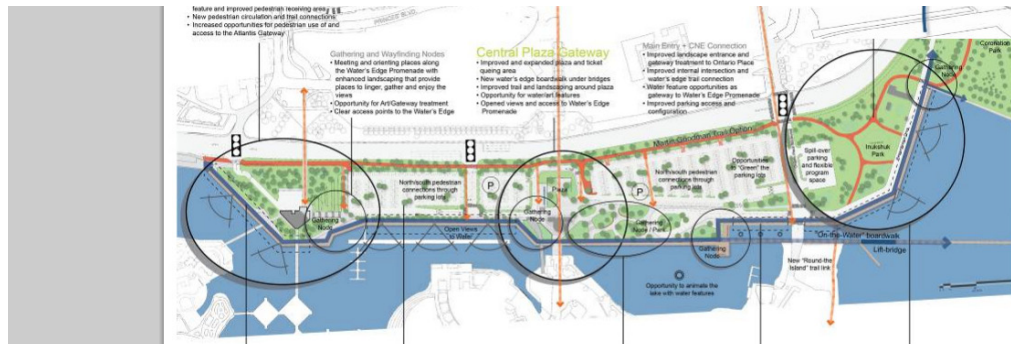 feature and improved pedestrian receiving area
• New pedestrian circulation and trail connections
• Increased opportunities for pedestrian use of and
access to the Atlantis Gateway
Gathering and Wayfinding Nodes
• Meeting and orienting places along
the Water's Edge Promenade with
enhanced landscaping that provide
places to linger, gather and enjoy the
views
• Opportunity for Art/Gateway treatment
• Clear access points to the Water's Edge
Central Plaza Gateway
• Improved and expanded plaza and ticket
queing area
• New water's edge boardwalk under bridges
• Improved trail and landscaping around plaza
• Opportunity for water/art features
• Opened views and access to Water's Edge
Promenade
Main Entry + CNE Connection
• Improved landscape entrance and
gateway treatment to Ontario Place
• Improved internal intersection and
water's edge trail connection
• Water feature opportunities as
gateway to Water's Edge Promenade
• Improved parking access and
configuration
PRINCES' BLVD
Coronation
Park
Gathering
Node
Martin Goodman Trail
Inukshuk
Park
Spill-over
parking
and flexible
program
space
Opportunities
to "Green" the
parking lots
North/south pedestrian
connections through
parking lots
P
Plaza
P
North/south pedestrian
connections through
parking lots
Gathering
Node
Open Views
to Water
Gathering
Node
Gathering
Node / Park
Gathering
Node
"On-the-Water" boardwalk
Lift-bridge
New "Round-the
Island" trail link
Opportunity to animate the
lake with water features